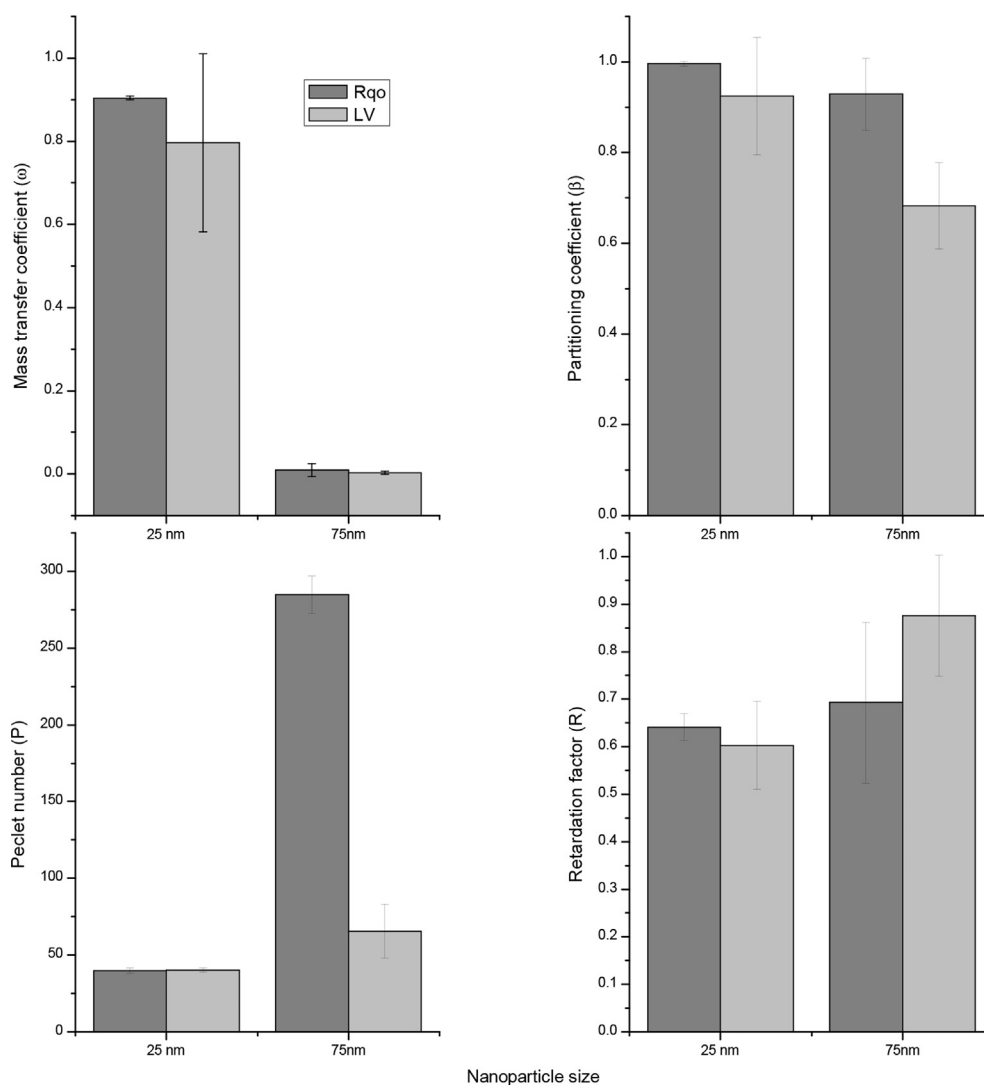 Mass transfer coefficient (ω)
1.0
0.8
0.6
0.4
0.2
0.0
Rqo
LV
25 nm
75nm
Partitioning coefficient (β)
1.0
0.8
0.6
0.4
0.2
0.0
25 nm
75nm
Peclet number (P)
300
250
200
150
100
50
0
25 nm
75nm
Retardation factor (R)
1.0
0.9
0.8
0.7
0.6
0.5
0.4
0.3
0.2
0.1
0.0
25 nm
75nm
Nanoparticle size